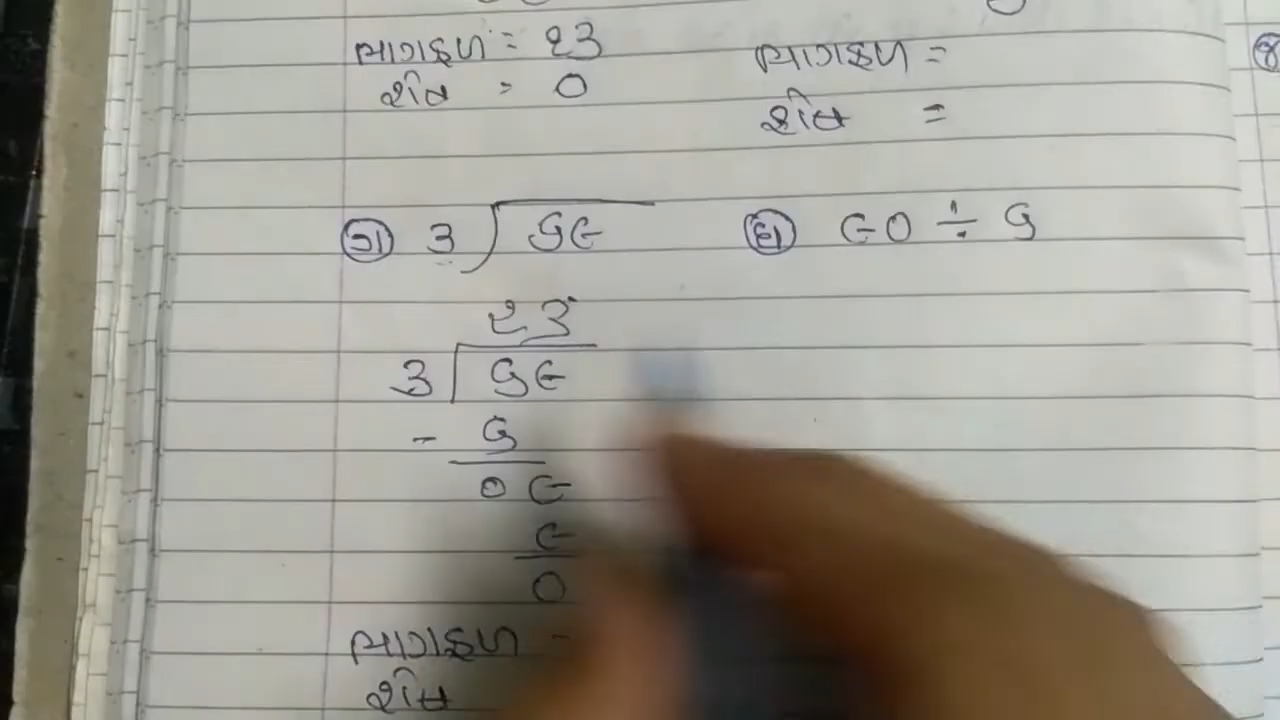 ભાગફળ = ૨૩
શેષ = ૦
ભાગફળ =
શેષ =
ગ ૩ ૬૯
ઘ ૯૦ ÷ ૬
૨૩
૩ ૬૯
- ૬
૦૯
૯
૦
ભાગફળ -
શેષ